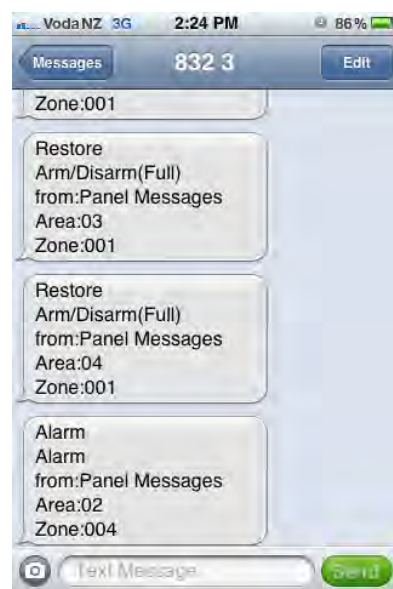 VodaNZ 3G 2:24 PM 86%
Messages 832 3 Edit
Zone:001
Restore
Arm/Disarm(Full)
from:Panel Messages
Area:03
Zone:001
Restore
Arm/Disarm(Full)
from:Panel Messages
Area:04
Zone:001
Alarm
Alarm
from:Panel Messages
Area:02
Zone:004
Text Message Send